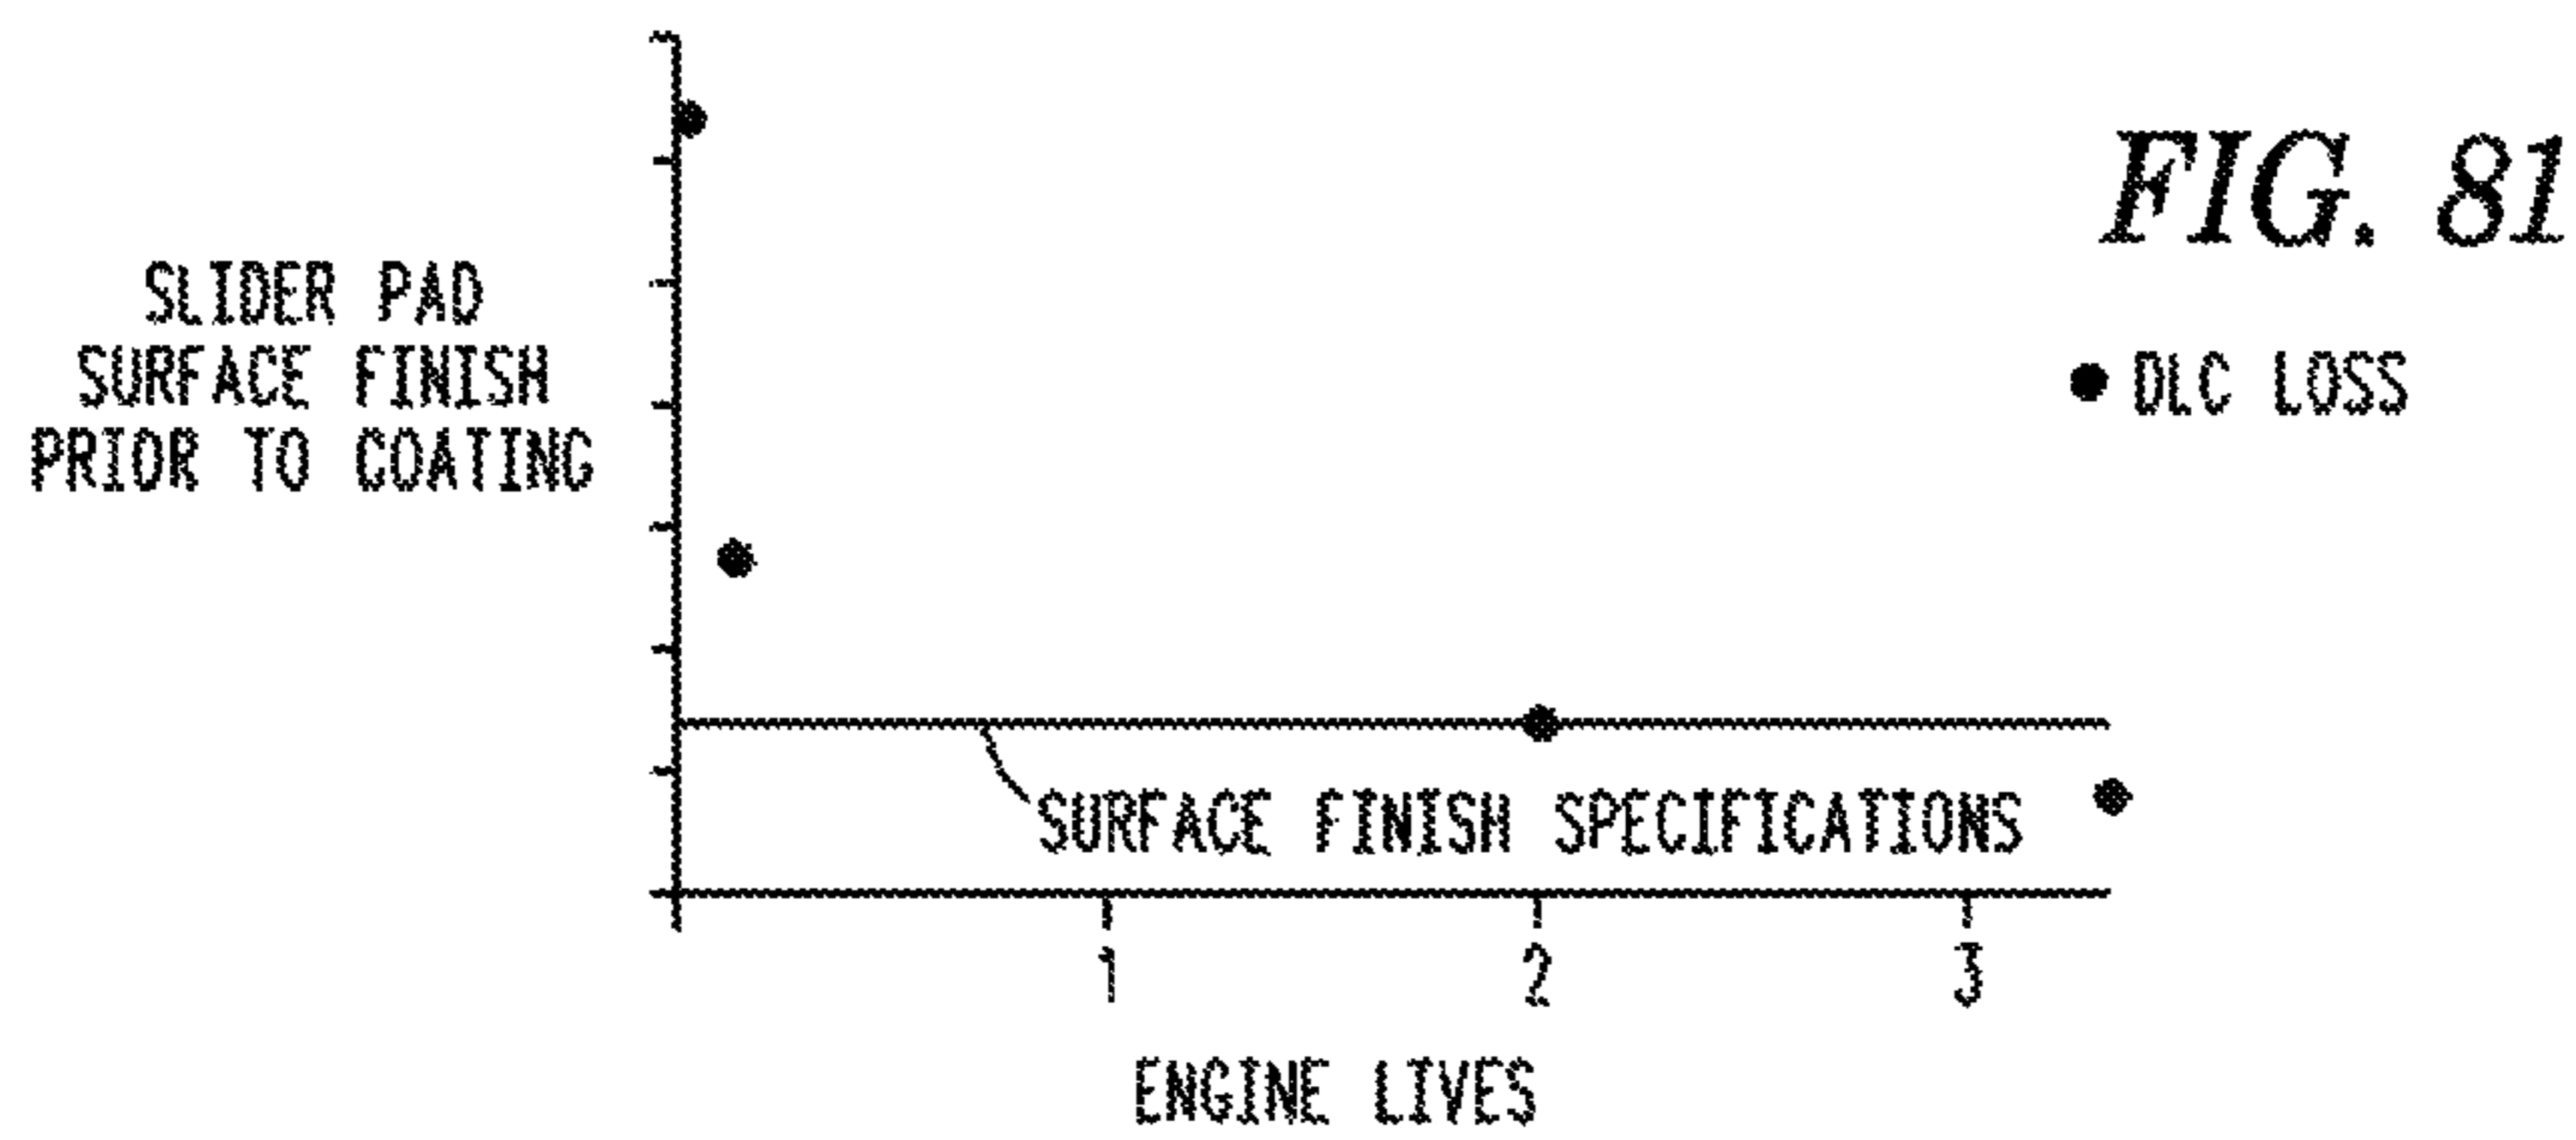 FIG. 81
SLIDER PAD
SURFACE FINISH
PRIOR TO COATING
DLC LOSS
SURFACE FINISH SPECIFICATIONS
1
2
3
ENGINE LIVES